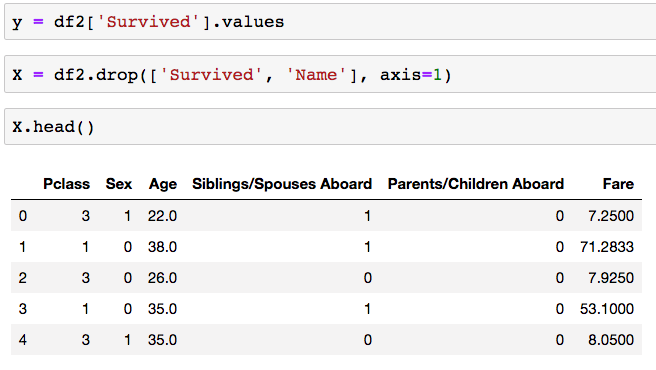 y = df2['Survived'].values
X = df2.drop(['Survived', 'Name'], axis=1)
X.head()
Pclass Sex Age Siblings/Spouses Aboard Parents/Children Aboard Fare
0 3 1 22.0 1 0 7.2500
1 1 0 38.0 1 0 71.2833
2 3 0 26.0 0 0 7.9250
3 1 0 35.0 1 0 53.1000
4 3 1 35.0 0 0 8.0500